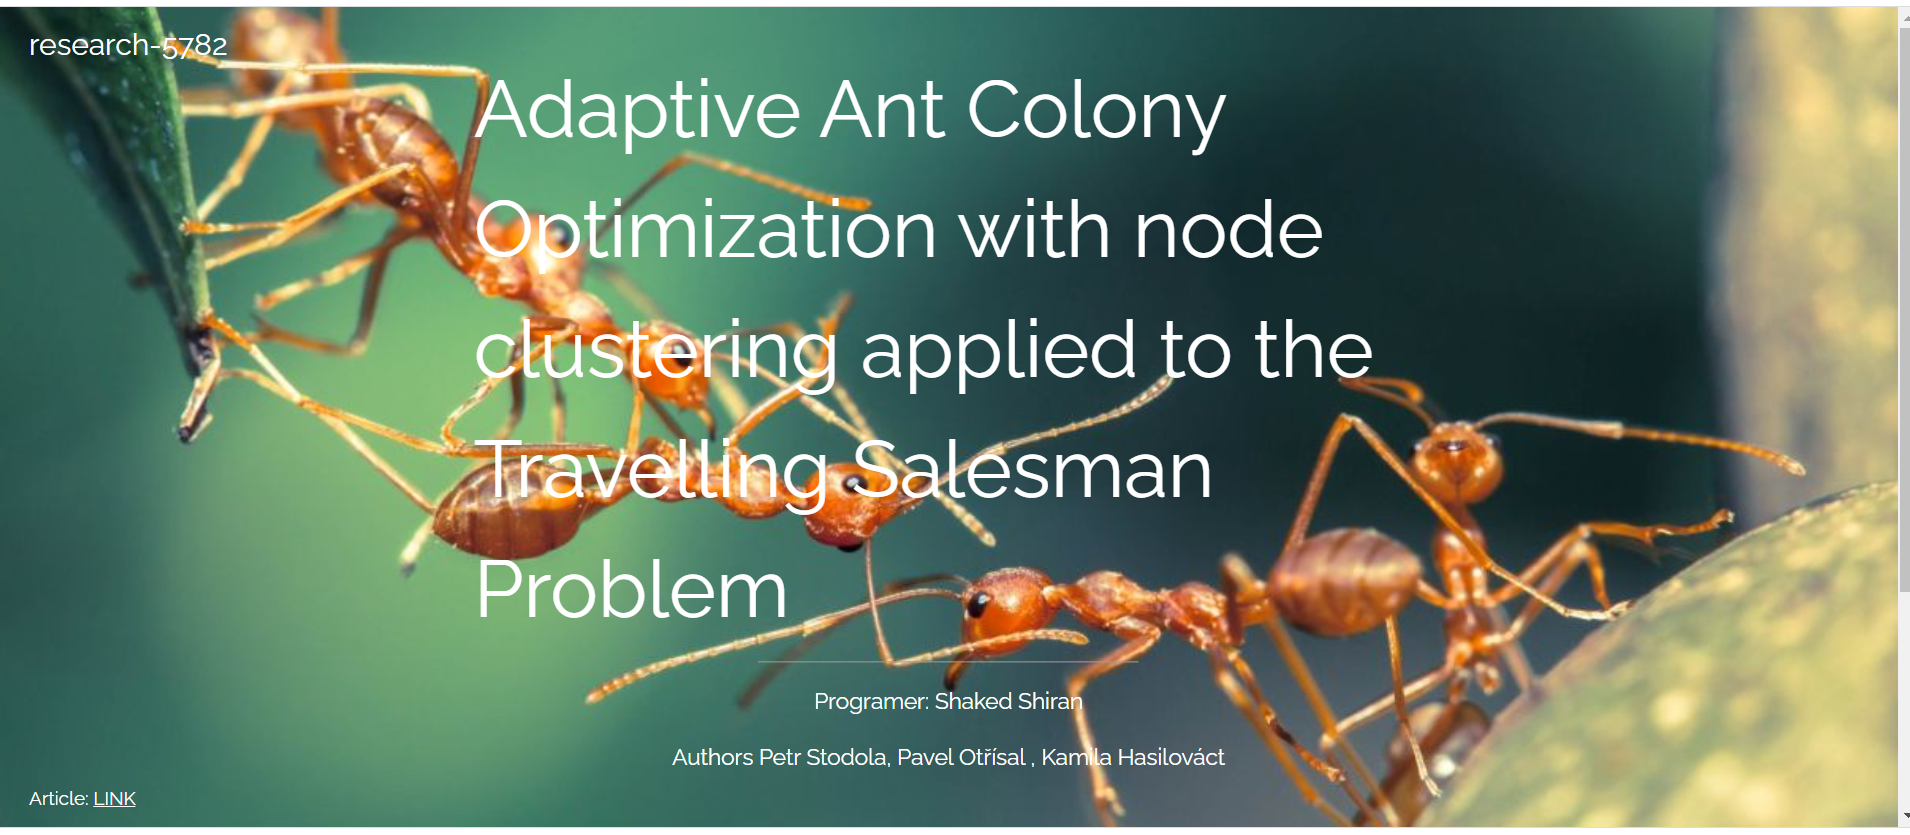 research-5782
Adaptive Ant Colony
Optimization with node
clustering applied to the
Travelling Salesman
Problem
Programer: Shaked Shiran
Authors Petr Stodola, Pavel Otřísal , Kamila Hasilováct
Article: LINK